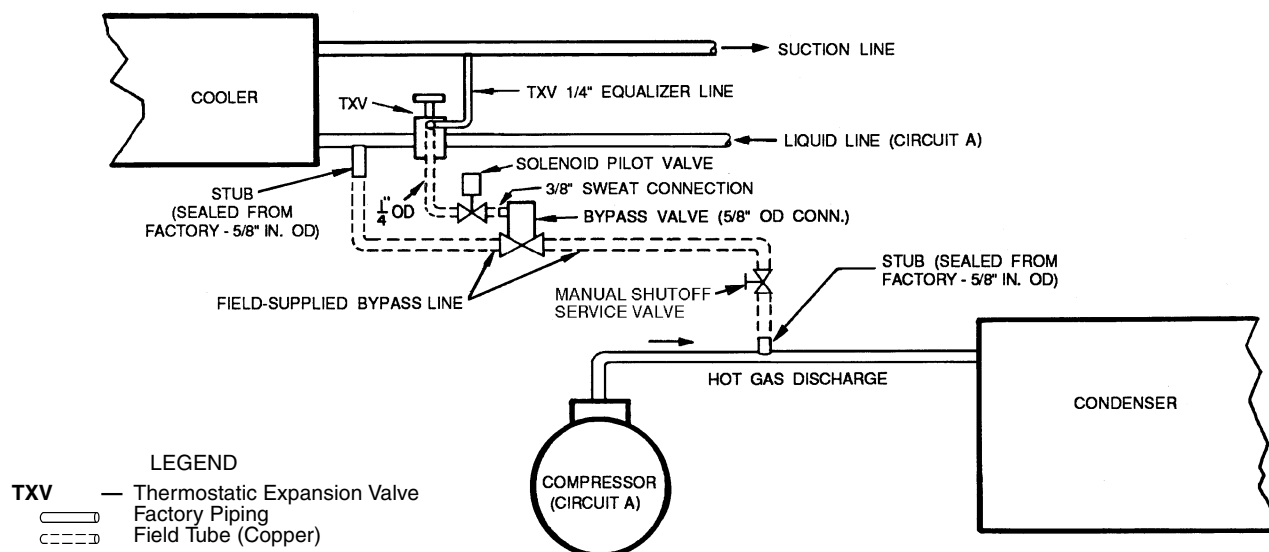 SUCTION LINE
COOLER
TXV
TXV 1/4" EQUALIZER LINE
LIQUID LINE (CIRCUIT A)
SOLENOID PILOT VALVE
STUB
(SEALED FROM
FACTORY - 5/8" IN. OD)
1/4" OD
3/8" SWEAT CONNECTION
BYPASS VALVE (5/8" OD CONN.)
STUB (SEALED FROM
FACTORY - 5/8" IN. OD)
FIELD-SUPPLIED BYPASS LINE
MANUAL SHUTOFF
SERVICE VALVE
HOT GAS DISCHARGE
CONDENSER
COMPRESSOR
(CIRCUIT A)
LEGEND
TXV — Thermostatic Expansion Valve
Factory Piping
Field Tube (Copper)